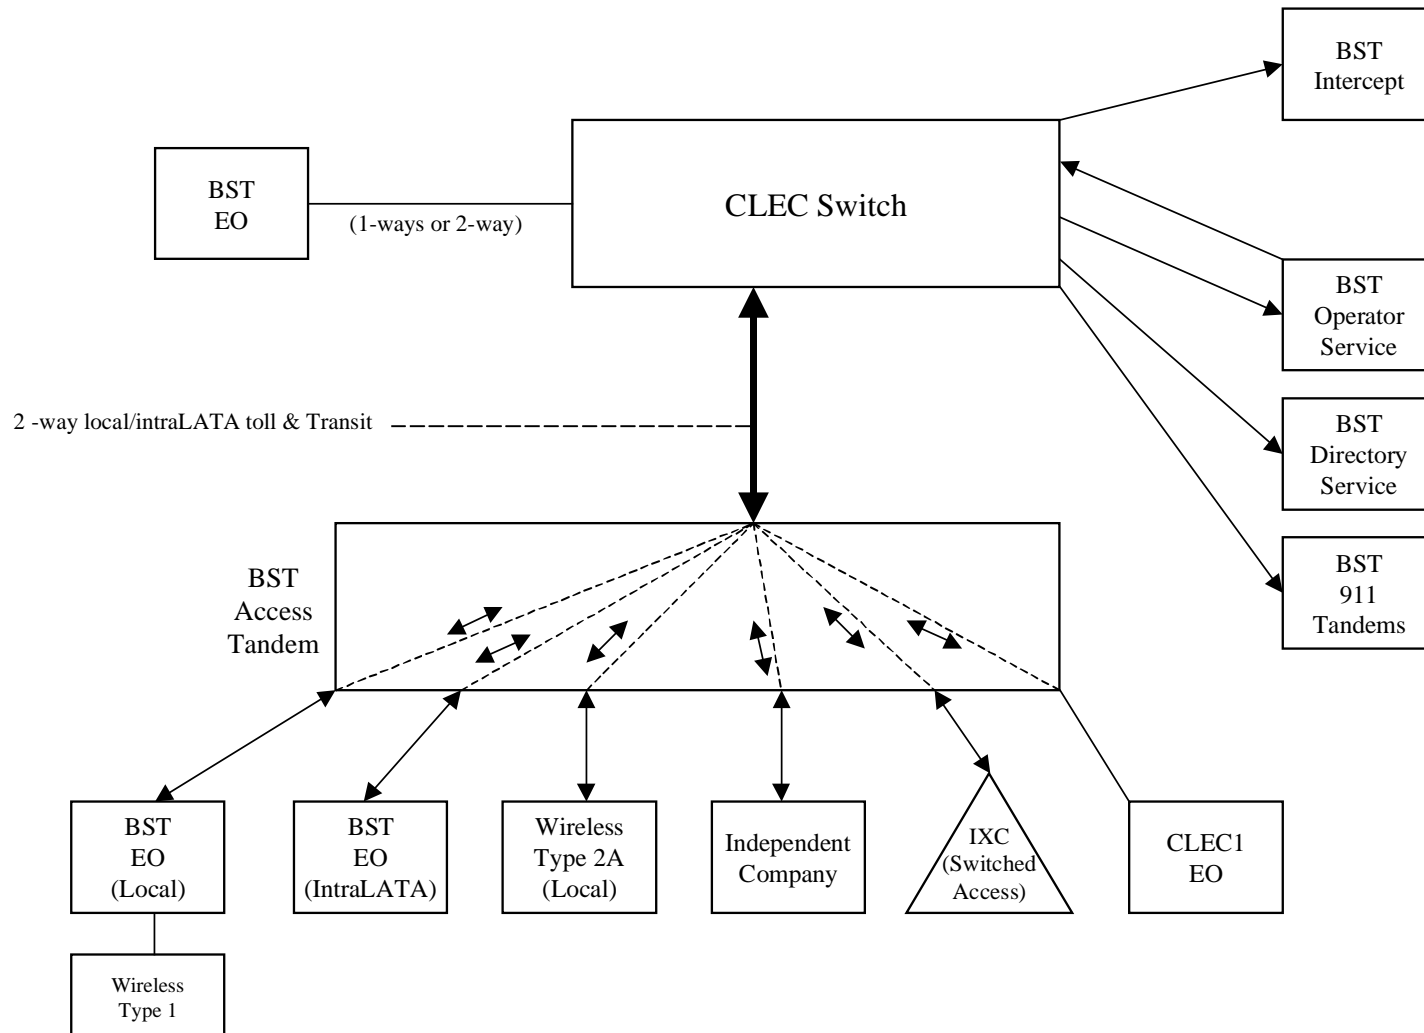 BST
Intercept
BST
EO
(1-ways or 2-way)
CLEC Switch
BST
Operator
Service
2 -way local/intraLATA toll & Transit
BST
Directory
Service
BST
911
Tandems
BST
Access
Tandem
BST
EO
(Local)
BST
EO
(IntraLATA)
Wireless
Type 2A
(Local)
Independent
Company
IXC
(Switched
Access)
CLEC1
EO
Wireless
Type 1